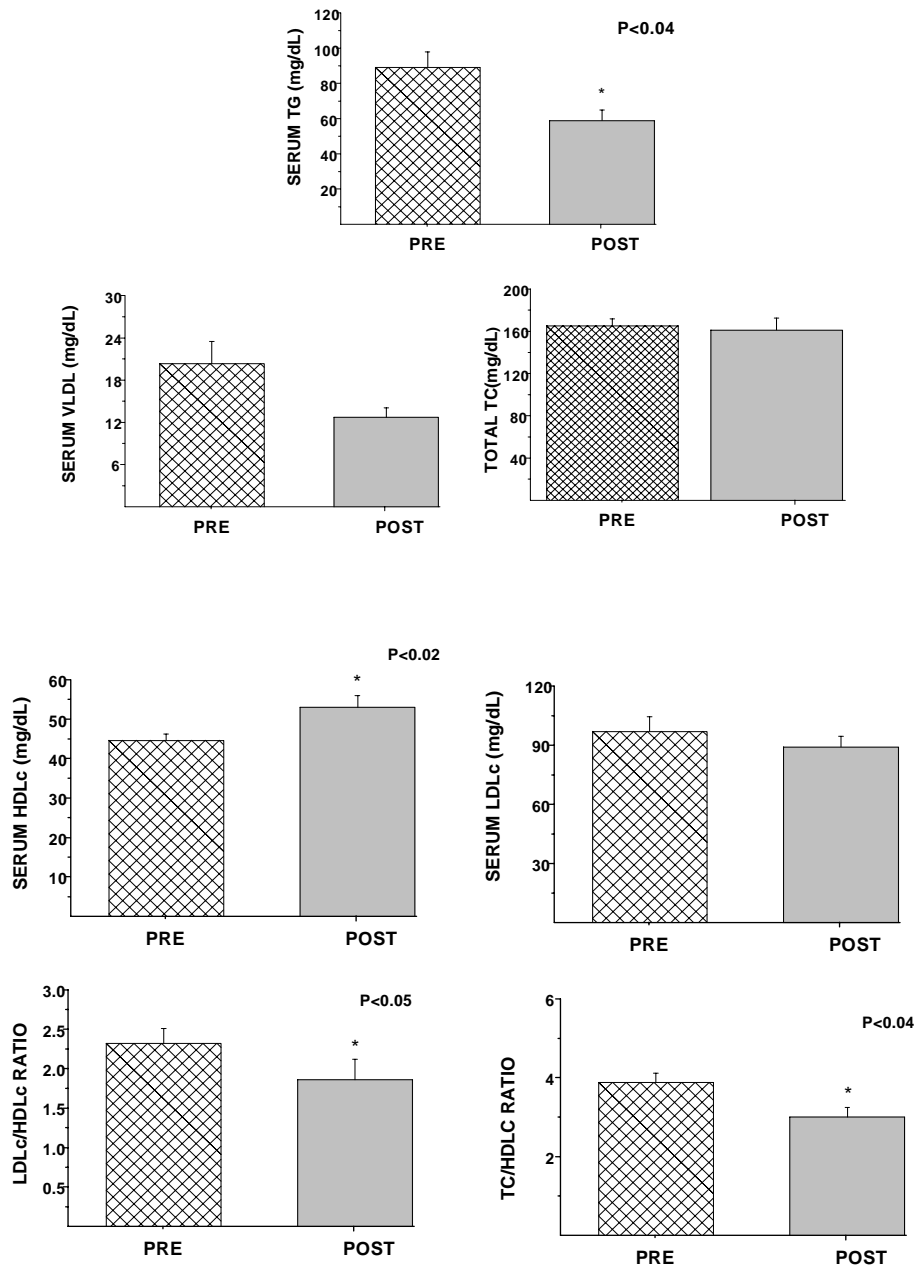 120
100
80
60
40
20
SERUM TG (mg/dL)
P<0.04
*
PRE
POST
30
24
18
12
6
SERUM VLDL (mg/dL)
PRE
POST
200
160
120
160
80
40
TOTAL TC(mg/dL)
PRE
POST
60
50
40
30
20
10
SERUM HDLc (mg/dL)
P<0.02
*
PRE
POST
120
90
60
30
SERUM LDLc (mg/dL)
PRE
POST
3.0
2.5
2.0
1.5
1.0
0.5
LDLc/HDLc RATIO
P<0.05
*
PRE
POST
6
4
2
TC/HDLC RATIO
P<0.04
*
PRE
POST